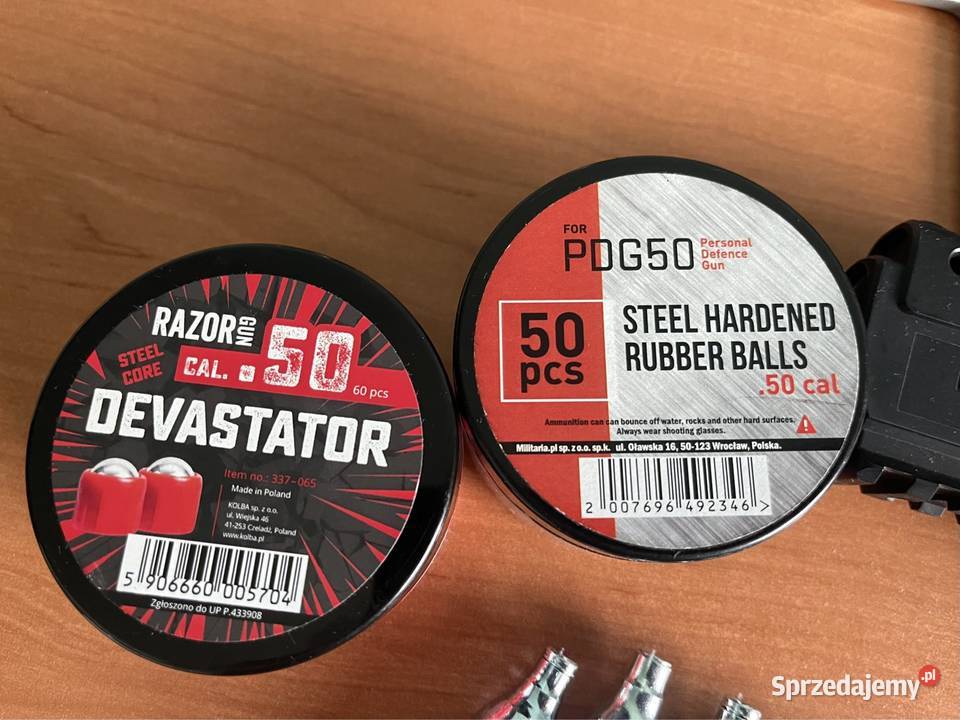 RAZOR GUN
STEEL CORE
CAL. .50
60 pcs
DEVASTATOR
Item no.: 337-065
Made in Poland
KOLBA sp. z o.o.
ul. Wiejska 46
41-253 Czeladź, Poland
www.kolba.pl
5 906660 005704
Zgłoszono do UP P.433908
FOR
PDG50
Personal
Defence
Gun
50
pcs
STEEL HARDENED
RUBBER BALLS
.50 cal
Ammunition can can bounce off water, rocks and other hard surfaces.
Always wear shooting glasses.
Militaria.pl sp. z o.o. sp.k. ul. Oławska 16, 50-123 Wrocław, Polska.
2 007696 492346 >
Sprzedajemy.pl